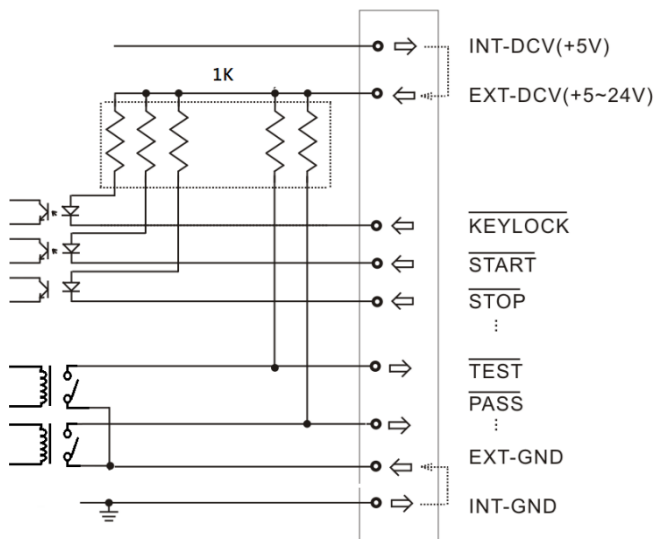 INT-DCV(+5V)
1K
EXT-DCV(+5~24V)
KEYLOCK
START
STOP
⋮
TEST
PASS
⋮
EXT-GND
INT-GND